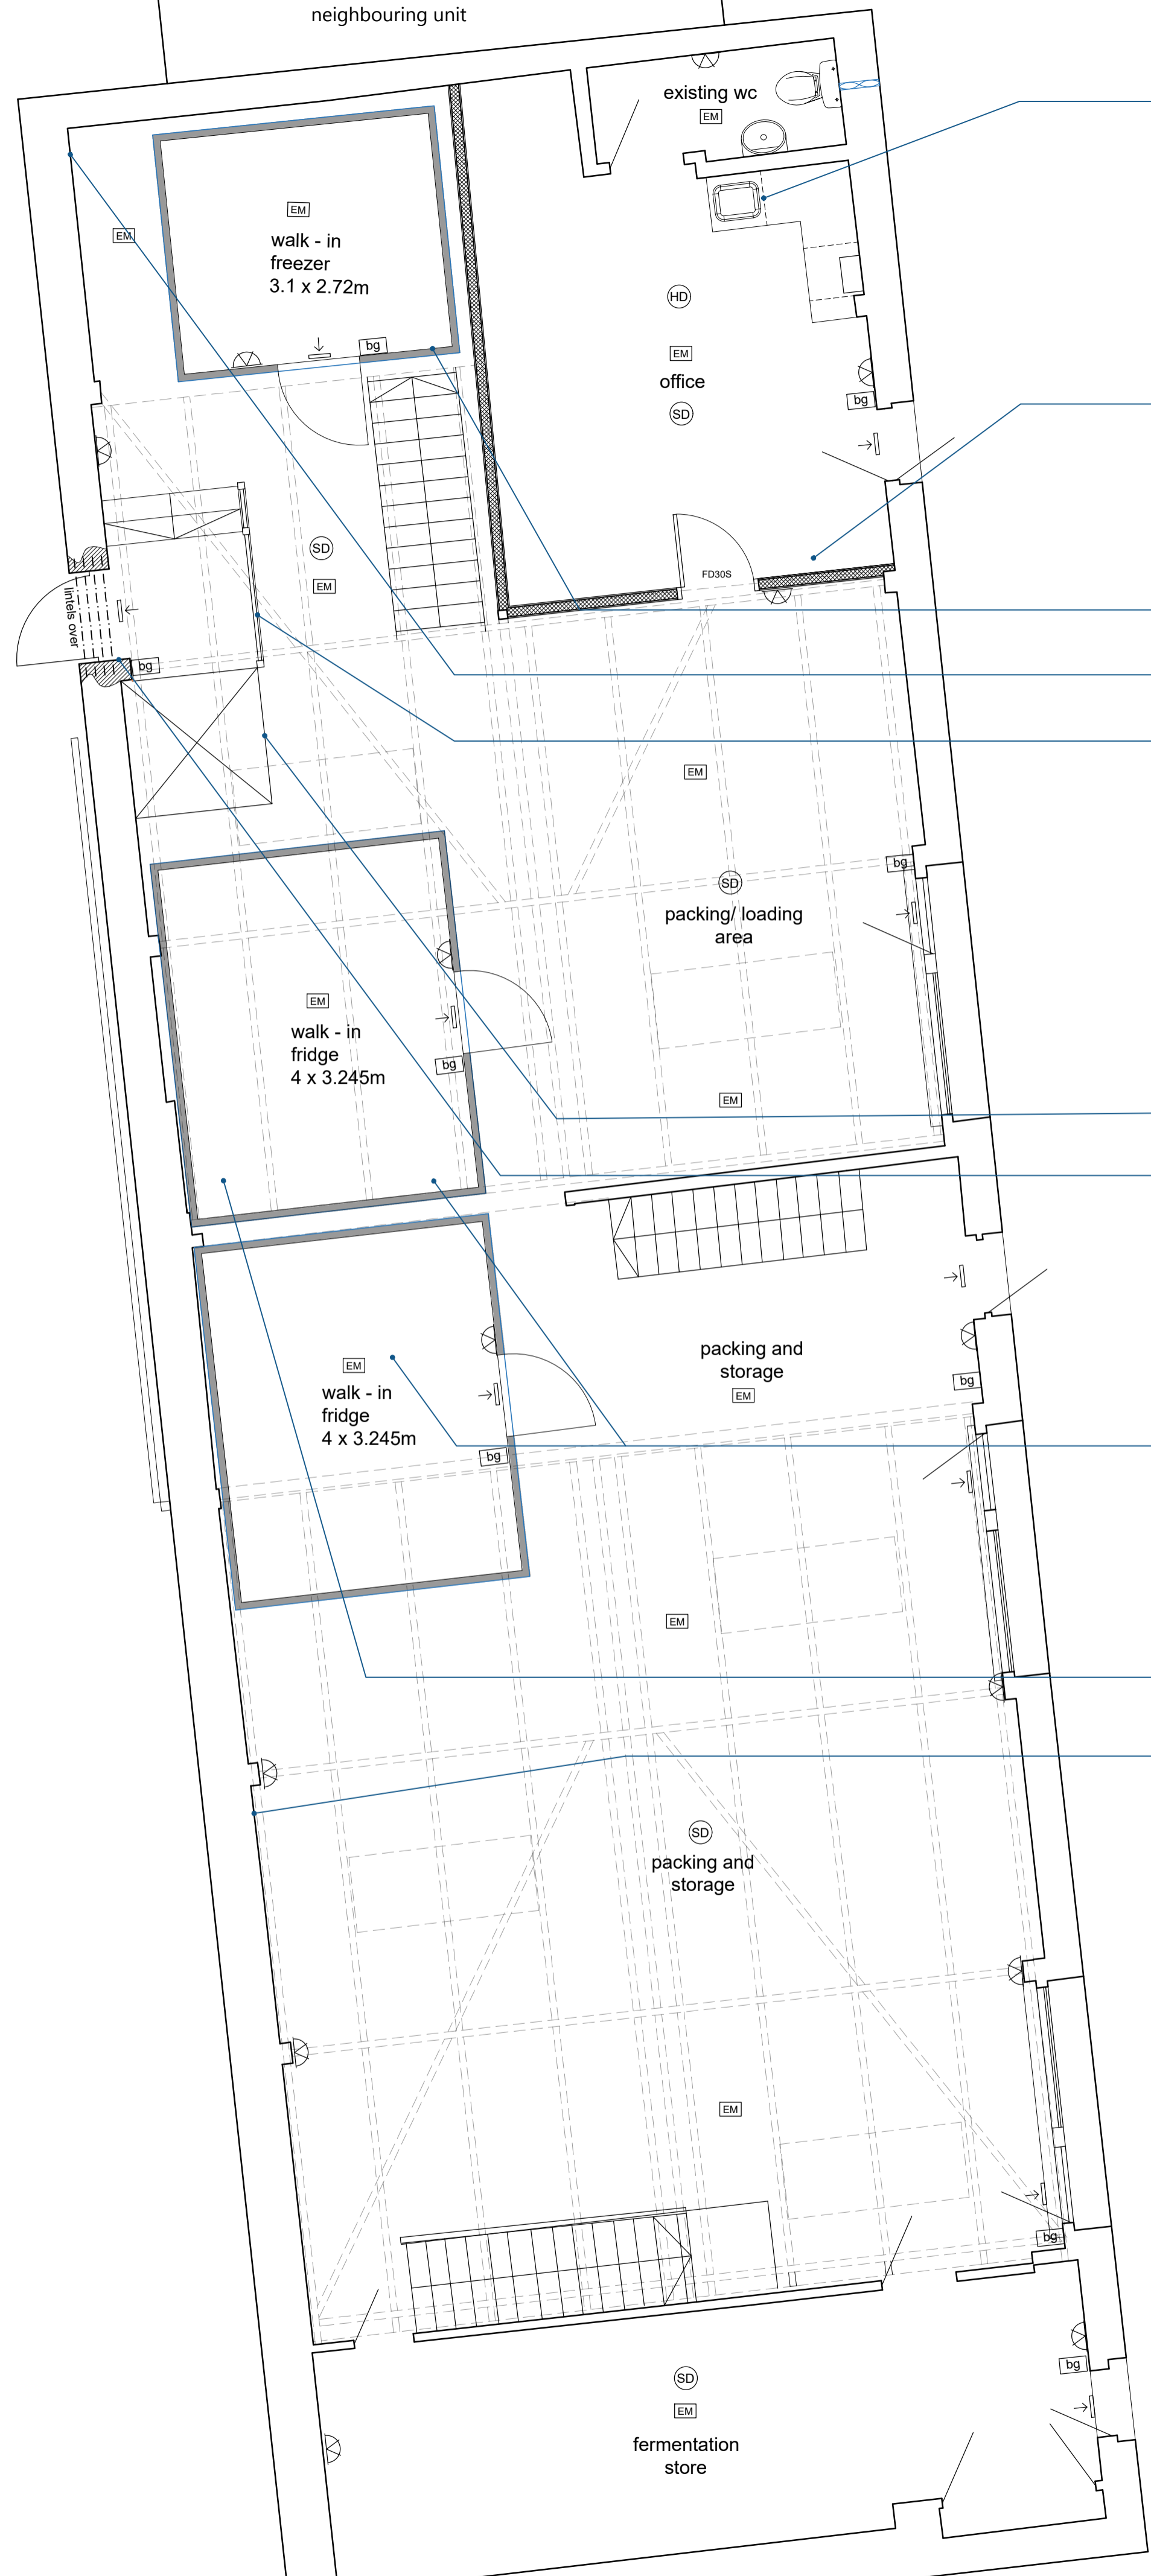 neighbouring unit
existing wc
EM
EM
EM
walk - in
freezer
3.1 x 2.72m
bg
HD
EM
office
SD
bg
SD
EM
FD30S
lintels over
bg
EM
bg
SD
packing/ loading
area
EM
walk - in
fridge
4 x 3.245m
bg
EM
EM
walk - in
fridge
4 x 3.245m
bg
packing and
storage
EM
bg
EM
SD
packing and
storage
EM
bg
SD
EM
fermentation
store
bg